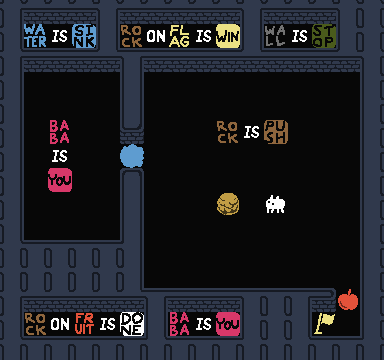 WATER IS SINK
ROCK ON FLAG IS WIN
WALL IS STOP
BABA
IS
YOU
ROCK IS PUSH
ROCK ON FRUIT IS DONE
BABA IS YOU